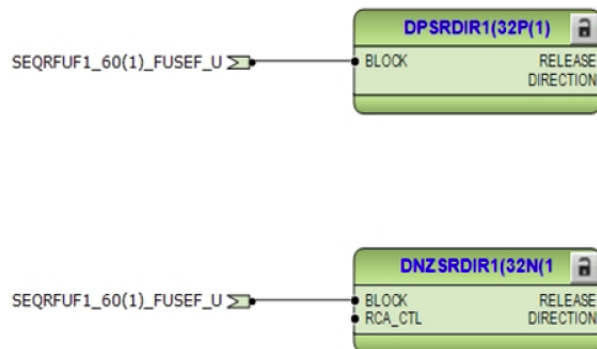 DPSRDIR1(32P(1)
SEQRFUF1_60(1)_FUSEF_U
BLOCK
RELEASE
DIRECTION
DNZSRDIR1(32N(1
SEQRFUF1_60(1)_FUSEF_U
BLOCK
RELEASE
RCA_CTL
DIRECTION